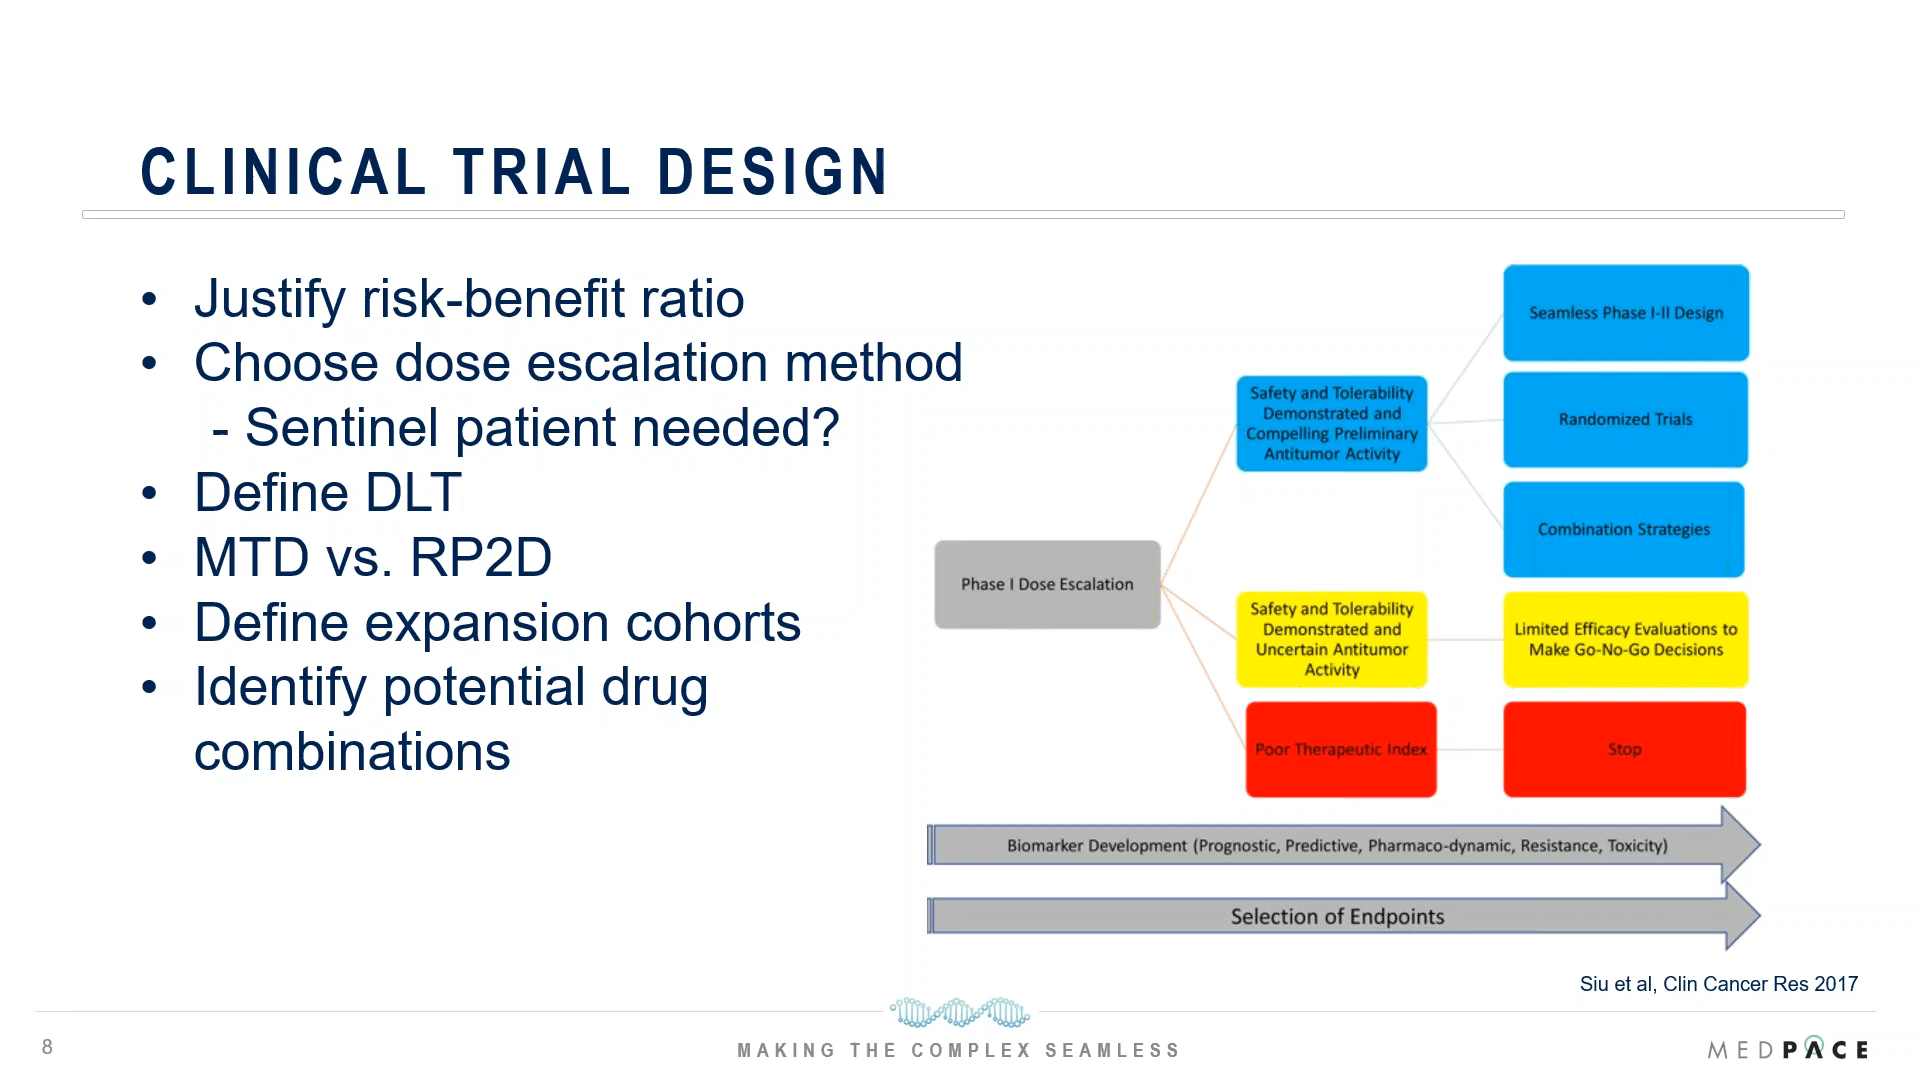 CLINICAL TRIAL DESIGN
• Justify risk-benefit ratio
• Choose dose escalation method
- Sentinel patient needed?
• Define DLT
• MTD vs. RP2D
• Define expansion cohorts
• Identify potential drug
combinations
Phase I Dose Escalation
Safety and Tolerability
Demonstrated and
Compelling Preliminary
Antitumor Activity
Seamless Phase I-II Design
Randomized Trials
Combination Strategies
Safety and Tolerability
Demonstrated and
Uncertain Antitumor
Activity
Limited Efficacy Evaluations to
Make Go-No-Go Decisions
Poor Therapeutic Index
Stop
Biomarker Development (Prognostic, Predictive, Pharmaco-dynamic, Resistance, Toxicity)
Selection of Endpoints
Siu et al, Clin Cancer Res 2017
8
MAKING THE COMPLEX SEAMLESS
MEDPACE